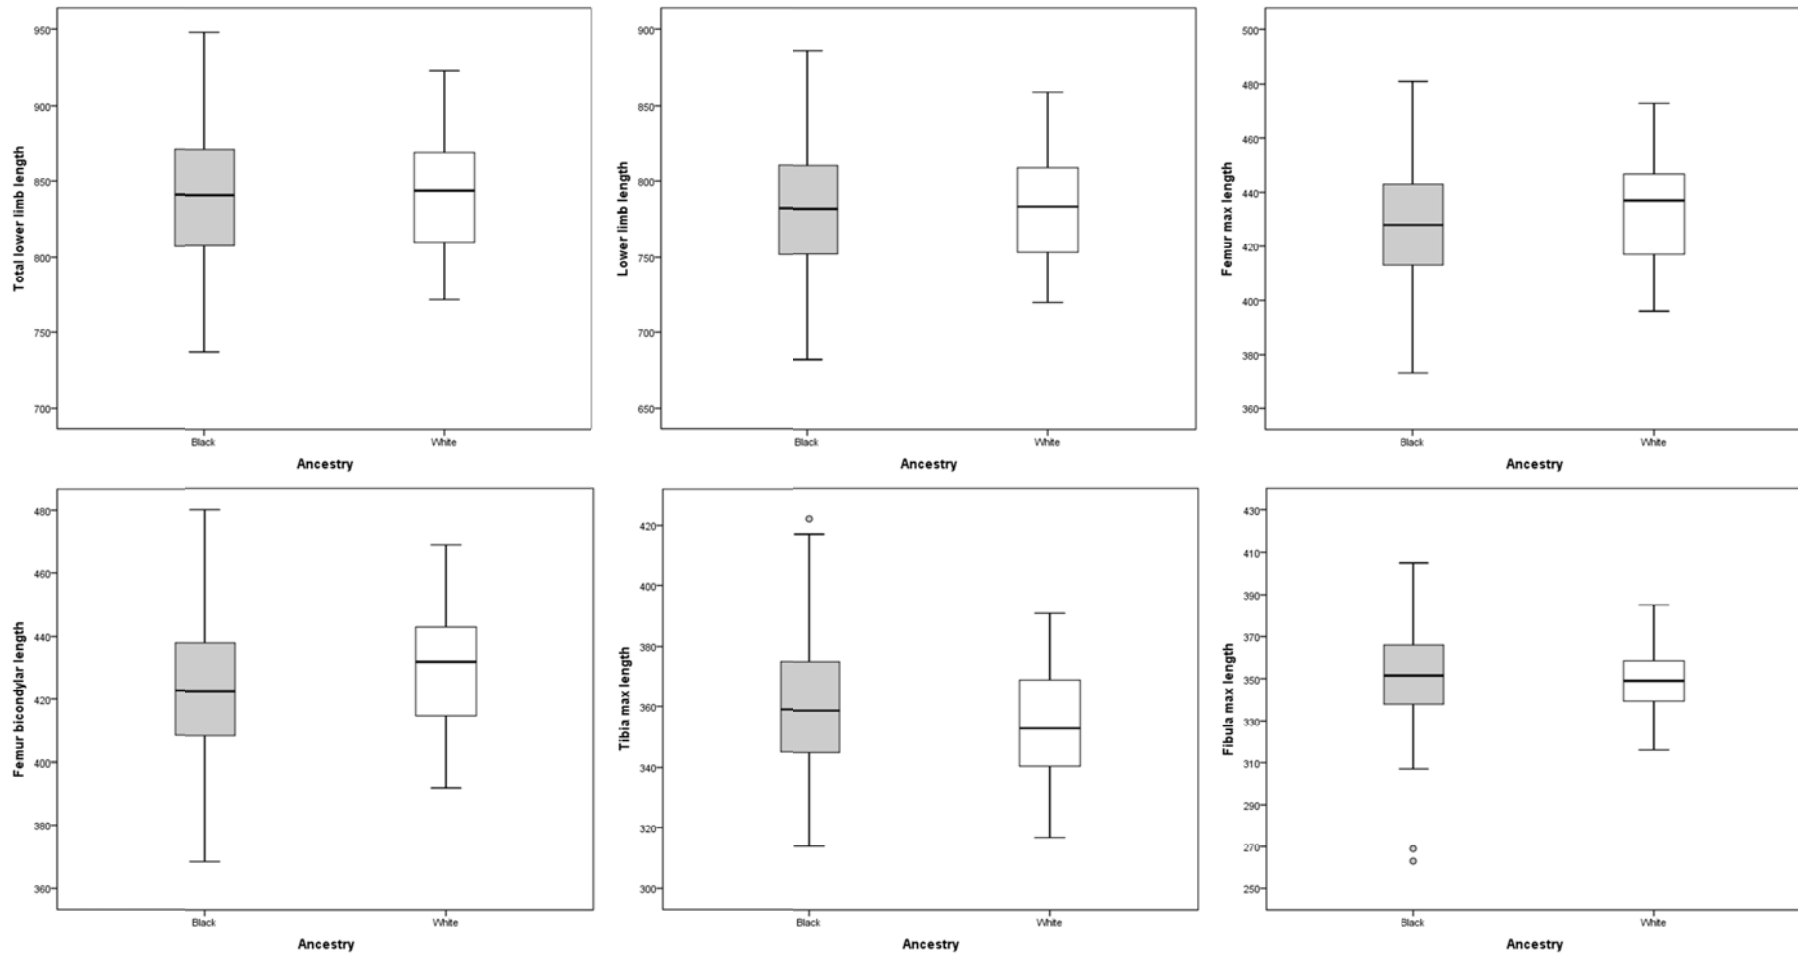 Total lower limb length
950
900
850
800
750
700
Black White
Ancestry
Lower limb length
900
850
800
750
700
650
Black White
Ancestry
Femur max length
500
480
460
440
420
400
380
360
Black White
Ancestry
Femur bicondylar length
480
460
440
420
400
380
360
Black White
Ancestry
Tibia max length
420
400
380
360
340
320
300
Black White
Ancestry
Fibula max length
430
410
390
370
350
330
310
290
270
250
Black White
Ancestry